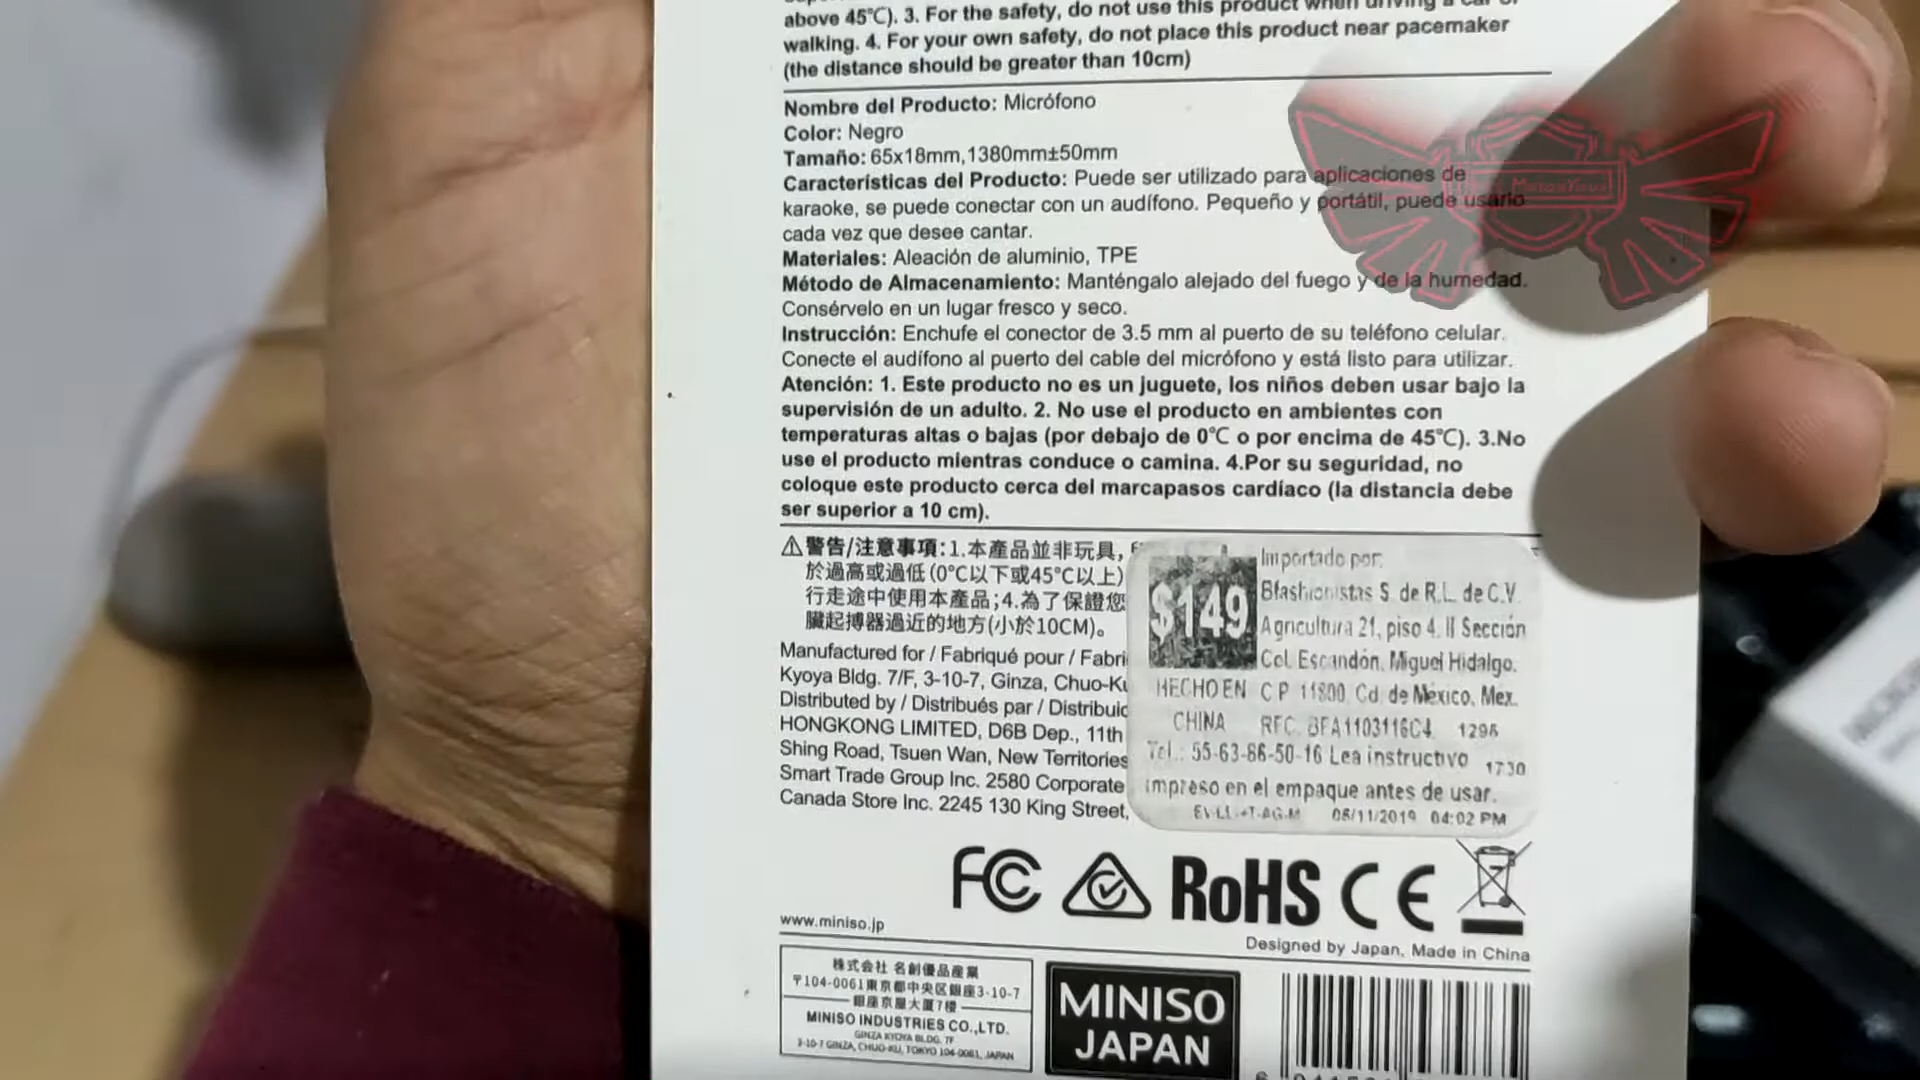 above 45℃). 3. For the safety, do not use this product when driving a car or
walking. 4. For your own safety, do not place this product near pacemaker
(the distance should be greater than 10cm)
Nombre del Producto: Micrófono
Color: Negro
Tamaño: 65x18mm,1380mm±50mm
Características del Producto: Puede ser utilizado para aplicaciones de
karaoke, se puede conectar con un audífono. Pequeño y portátil, puede usarlo
cada vez que desee cantar.
Materiales: Aleación de aluminio, TPE
Método de Almacenamiento: Manténgalo alejado del fuego y de la humedad.
Consérvelo en un lugar fresco y seco.
Instrucción: Enchufe el conector de 3.5 mm al puerto de su teléfono celular.
Conecte el audífono al puerto del cable del micrófono y está listo para utilizar.
Atención: 1. Este producto no es un juguete, los niños deben usar bajo la
supervisión de un adulto. 2. No use el producto en ambientes con
temperaturas altas o bajas (por debajo de 0℃ o por encima de 45℃). 3.No
use el producto mientras conduce o camina. 4.Por su seguridad, no
coloque este producto cerca del marcapasos cardíaco (la distancia debe
ser superior a 10 cm).
⚠警告/注意事項:1.本產品並非玩具,
於過高或過低(0℃以下或45℃以上)
行走途中使用本產品;4.為了保證您
臟起搏器過近的地方(小於10CM)。
Manufactured for / Fabriqué pour / Fabri
Kyoya Bldg. 7/F, 3-10-7, Ginza, Chuo-Ku
Distributed by / Distribués par / Distribuid
HONGKONG LIMITED, D6B Dep., 11th
Shing Road, Tsuen Wan, New Territories
Smart Trade Group Inc. 2580 Corporate
Canada Store Inc. 2245 130 King Street,
$149
Importado por:
Bfashionistas S. de R.L. de C.V.
Agricultura 21, piso 4, II Sección
Col. Escandón, Miguel Hidalgo.
HECHO EN C P 11800, Cd. de México, Mex.
CHINA RFC: BFA1103116C4 1296
Tel.: 55-63-86-50-16 Lea instructivo 1730
impreso en el empaque antes de usar.
08/11/2019 04:02 PM
FC RoHS CE
www.miniso.jp
Designed by Japan, Made in China
株式会社 名創優品産業
〒104-0061東京都中央区銀座3-10-7
銀座京屋大厦7楼
MINISO INDUSTRIES CO.,LTD.
GINZA KYOYA BLDG. 7F
3-10-7 GINZA, CHUO-KU, TOKYO 104-0061, JAPAN
MINISO
JAPAN